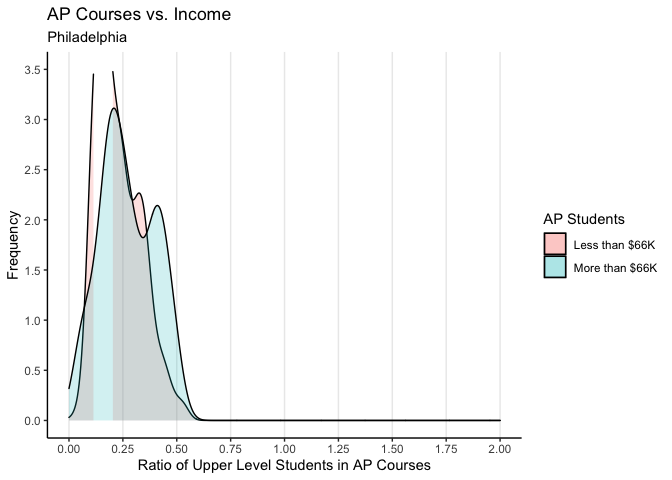 AP Courses vs. Income
Philadelphia
3.5
3.0
2.5
2.0
1.5
1.0
0.5
0.0
Frequency
0.00 0.25 0.50 0.75 1.00 1.25 1.50 1.75 2.00
Ratio of Upper Level Students in AP Courses
AP Students
Less than $66K
More than $66K